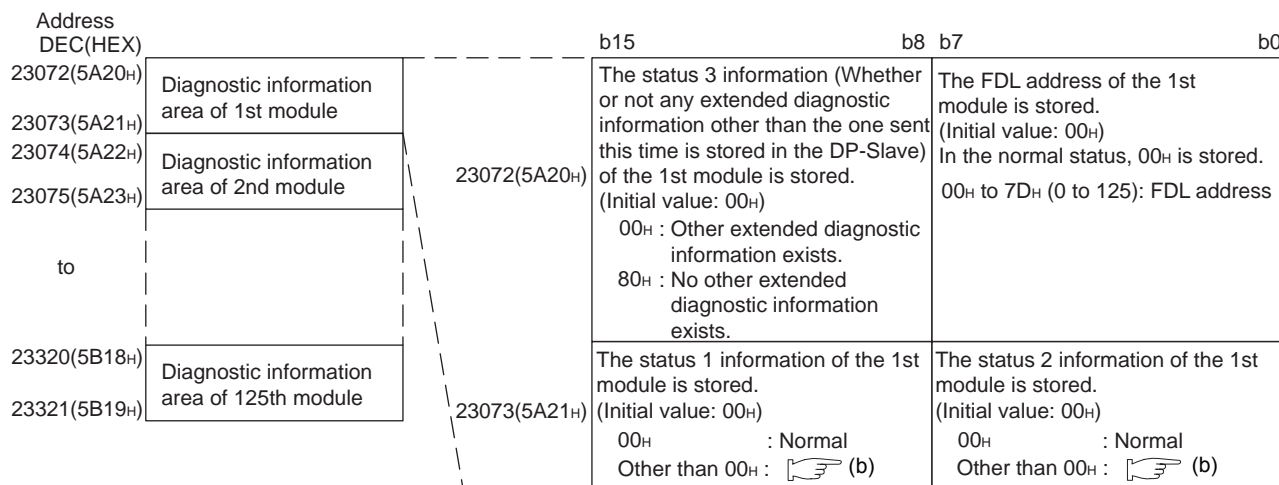 Address
DEC(HEX)
b15 b8 b7 b0
23072(5A20H)
Diagnostic information
area of 1st module
23073(5A21H)
23074(5A22H)
Diagnostic information
area of 2nd module
23075(5A23H)
to
23320(5B18H)
Diagnostic information
area of 125th module
23321(5B19H)
23072(5A20H)
The status 3 information (Whether
or not any extended diagnostic
information other than the one sent
this time is stored in the DP-Slave)
of the 1st module is stored.
(Initial value: 00H)
00H : Other extended diagnostic
information exists.
80H : No other extended
diagnostic information
exists.
The FDL address of the 1st
module is stored.
(Initial value: 00H)
In the normal status, 00H is stored.
00H to 7DH (0 to 125): FDL address
23073(5A21H)
The status 1 information of the 1st
module is stored.
(Initial value: 00H)
00H : Normal
Other than 00H : (b)
The status 2 information of the 1st
module is stored.
(Initial value: 00H)
00H : Normal
Other than 00H : (b)